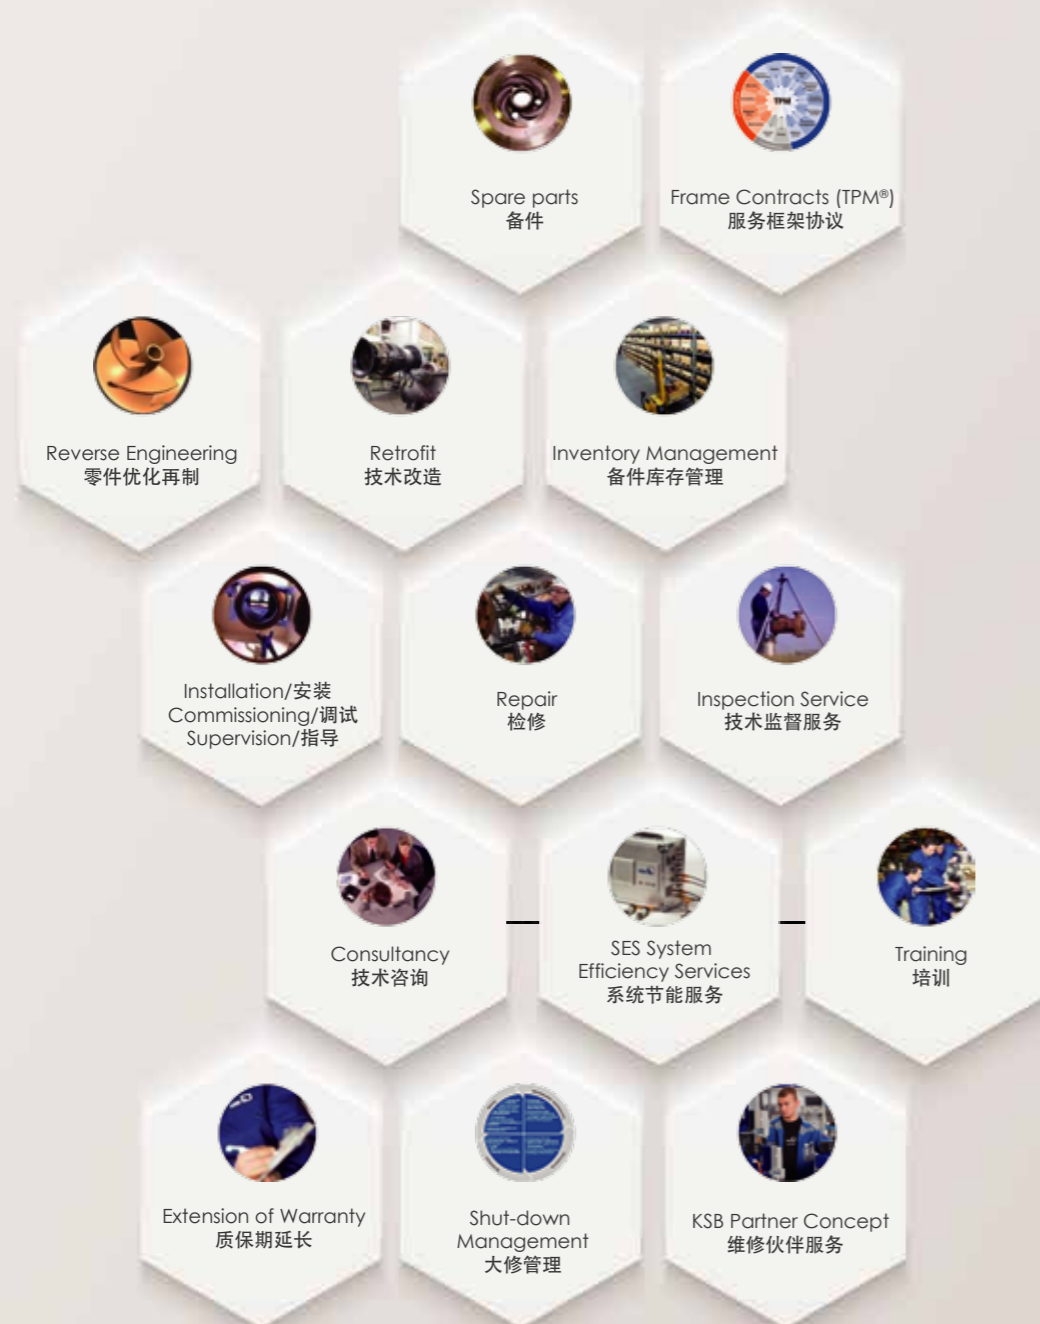 TPM
Spare parts
备件
Frame Contracts (TPM®)
服务框架协议
Reverse Engineering
零件优化再制
Retrofit
技术改造
Inventory Management
备件库存管理
Installation/安装
Commissioning/调试
Supervision/指导
Repair
检修
Inspection Service
技术监督服务
Consultancy
技术咨询
SES System
Efficiency Services
系统节能服务
Training
培训
Extension of Warranty
质保期延长
Shut-down
Management
大修管理
KSB Partner Concept
维修伙伴服务